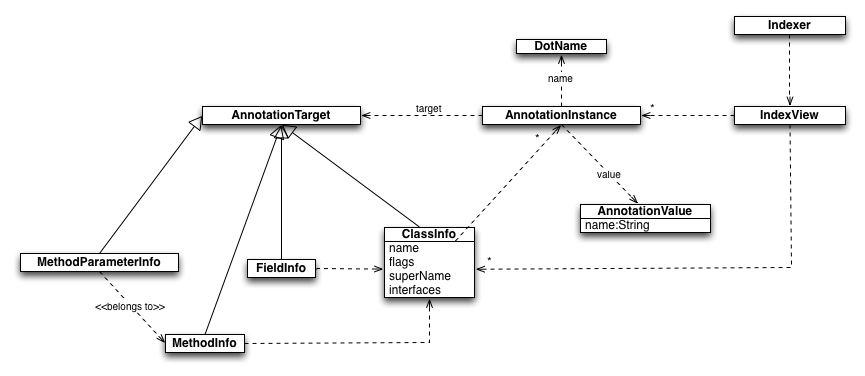 Indexer
DotName
name
AnnotationTarget
target
AnnotationInstance
*
IndexView
*
value
AnnotationValue
name:String
ClassInfo
name
flags
superName
interfaces
MethodParameterInfo
FieldInfo
*
<<belongs to>>
MethodInfo